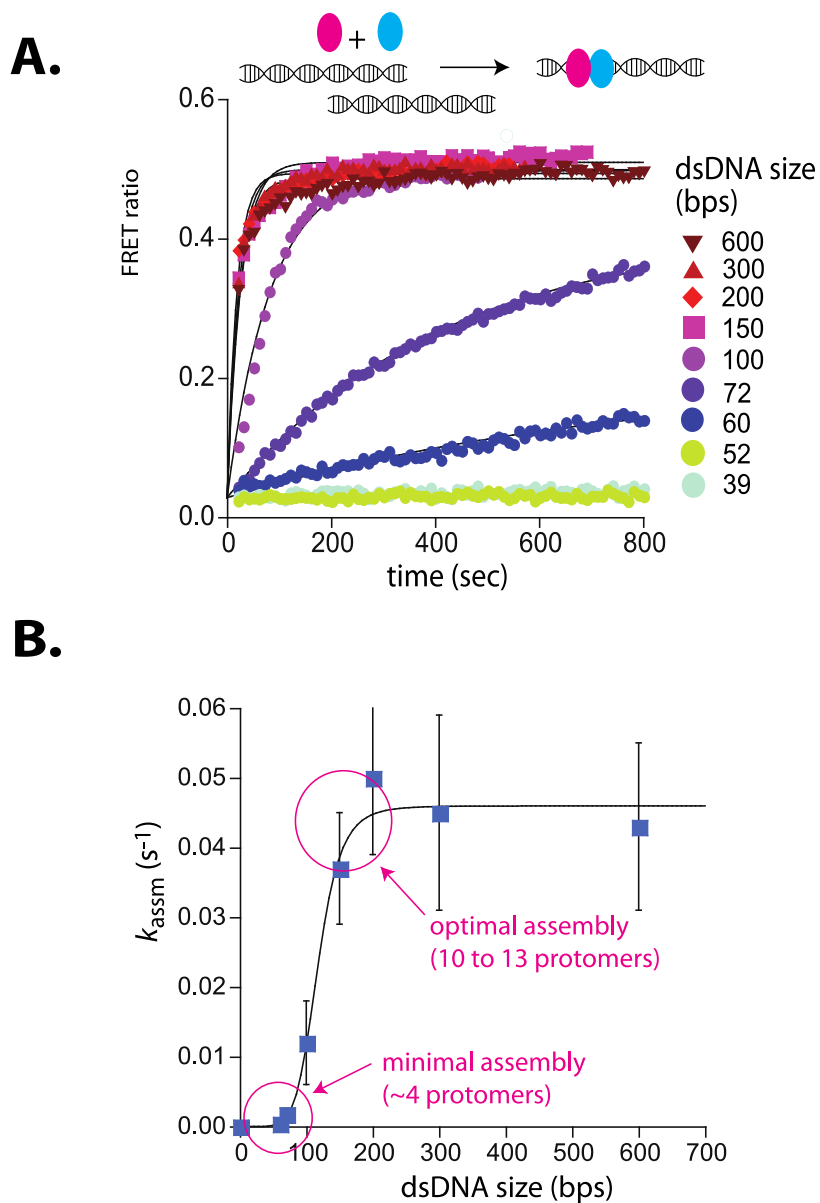 A.
+
0.6
0.4
0.2
0.0
FRET ratio
0
200
400
600
800
time (sec)
dsDNA size
(bps)
600
300
200
150
100
72
60
52
39
B.
0.06
0.05
0.04
0.03
0.02
0.01
0.00
kassm (s⁻¹)
optimal assembly
(10 to 13 protomers)
minimal assembly
(~4 protomers)
0
100
200
300
400
500
600
700
dsDNA size (bps)